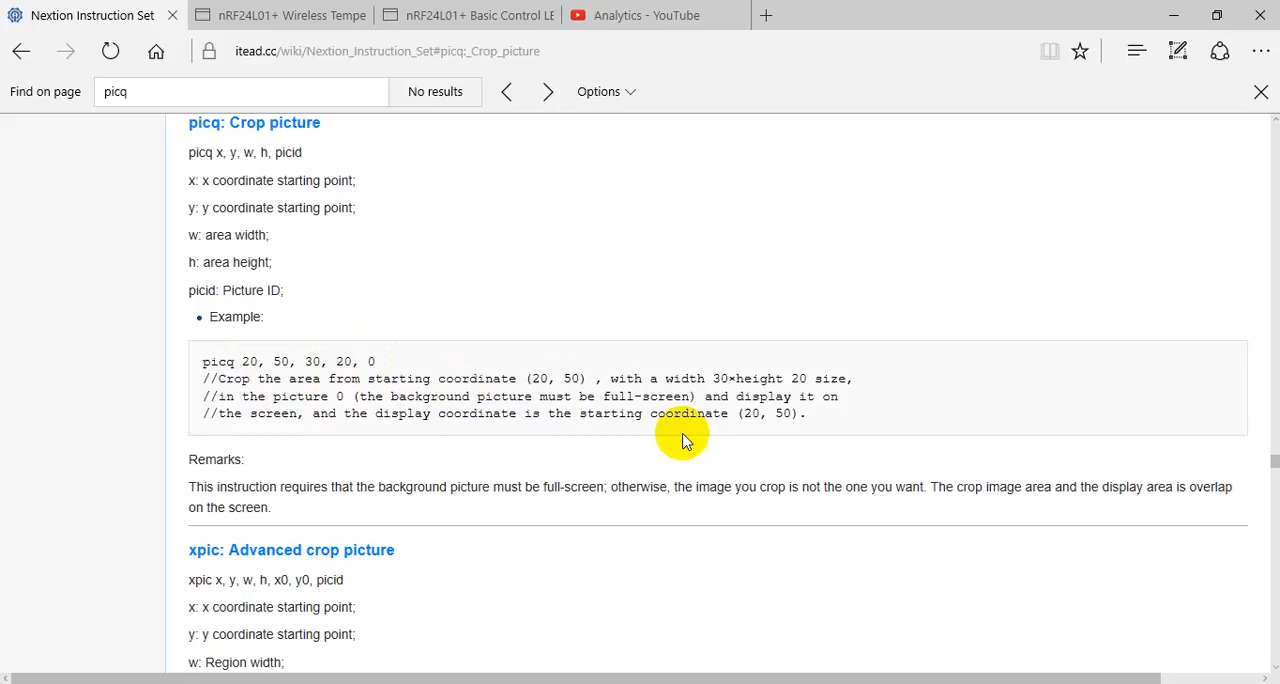 Nextion Instruction Set
nRF24L01+ Wireless Tempe
nRF24L01+ Basic Control LE
Analytics - YouTube
itead.cc/wiki/Nextion_Instruction_Set#picq:_Crop_picture
Find on page
picq
No results
Options
picq: Crop picture
picq x, y, w, h, picid
x: x coordinate starting point;
y: y coordinate starting point;
w: area width;
h: area height;
picid: Picture ID;
Example:
picq 20, 50, 30, 20, 0
//Crop the area from starting coordinate (20, 50) , with a width 30×height 20 size,
//in the picture 0 (the background picture must be full-screen) and display it on
//the screen, and the display coordinate is the starting coordinate (20, 50).
Remarks:
This instruction requires that the background picture must be full-screen; otherwise, the image you crop is not the one you want. The crop image area and the display area is overlap
on the screen.
xpic: Advanced crop picture
xpic x, y, w, h, x0, y0, picid
x: x coordinate starting point;
y: y coordinate starting point;
w: Region width;